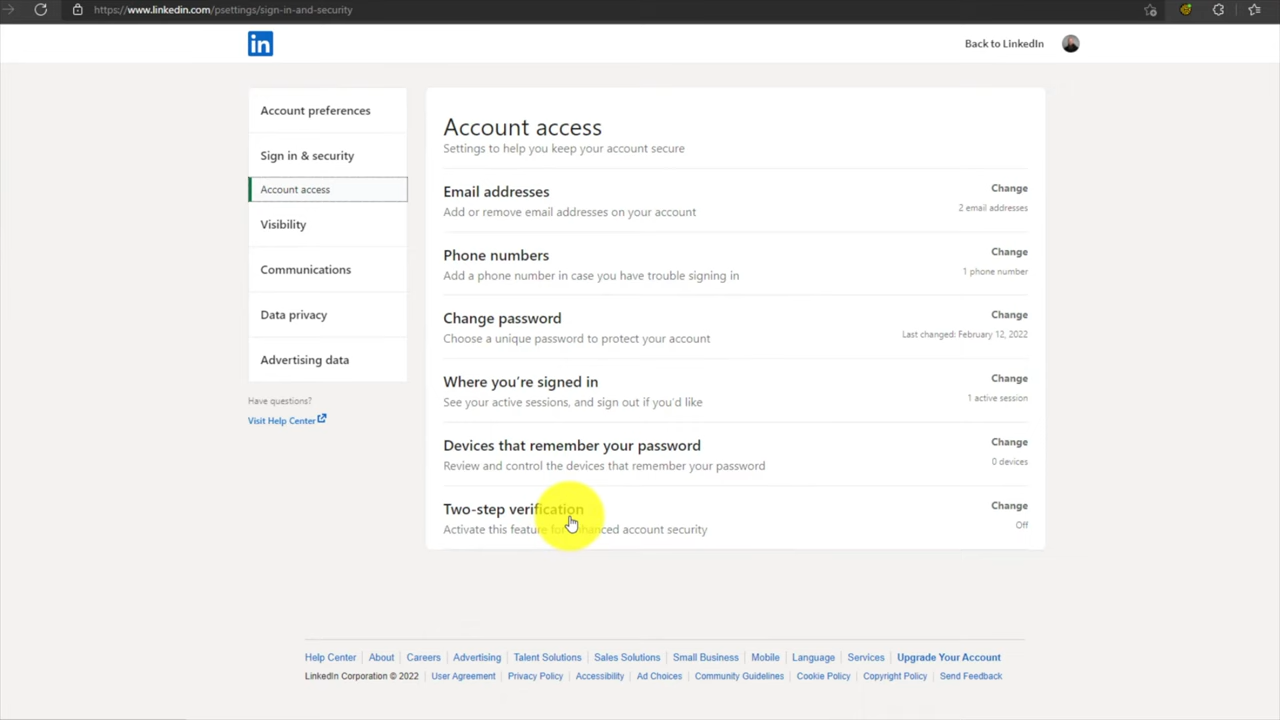 https://www.linkedin.com/psettings/sign-in-and-security
in
Back to LinkedIn
Account preferences
Sign in & security
Account access
Visibility
Communications
Data privacy
Advertising data
Have questions?
Visit Help Center
Account access
Settings to help you keep your account secure
Email addresses
Change
Add or remove email addresses on your account
2 email addresses
Phone numbers
Change
Add a phone number in case you have trouble signing in
1 phone number
Change password
Change
Choose a unique password to protect your account
Last changed: February 12, 2022
Where you're signed in
Change
See your active sessions, and sign out if you'd like
1 active session
Devices that remember your password
Change
Review and control the devices that remember your password
0 devices
Two-step verification
Change
Activate this feature for enhanced account security
Off
Help Center About Careers Advertising Talent Solutions Sales Solutions Small Business Mobile Language Services Upgrade Your Account
LinkedIn Corporation © 2022 User Agreement Privacy Policy Accessibility Ad Choices Community Guidelines Cookie Policy Copyright Policy Send Feedback